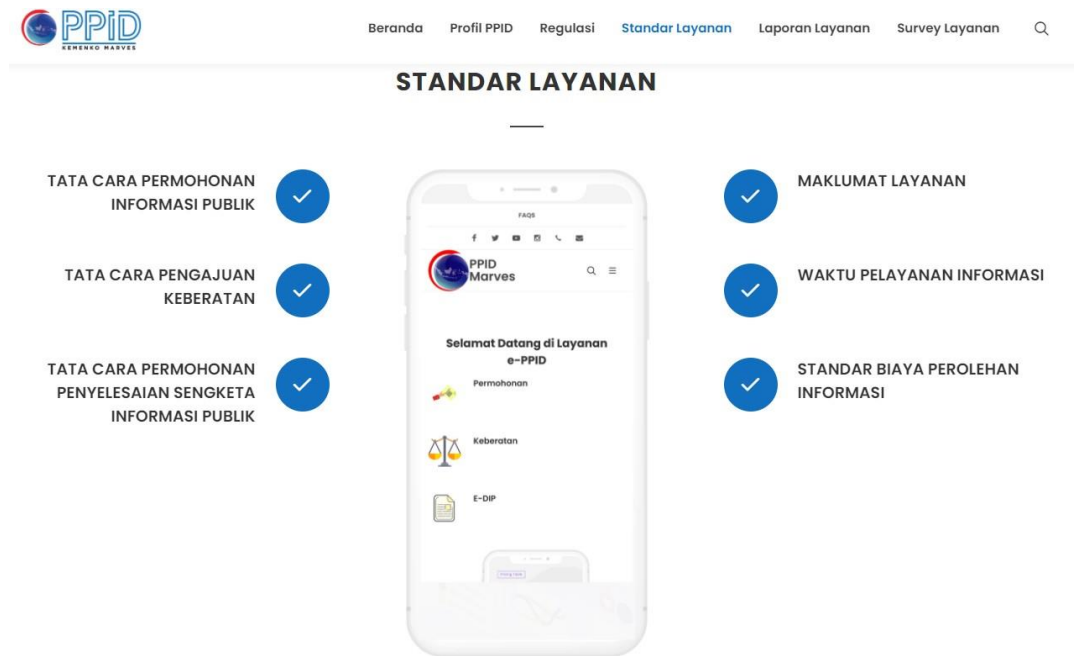 PPiD
KEMENKO MARVES
Beranda Profil PPID Regulasi Standar Layanan Laporan Layanan Survey Layanan
STANDAR LAYANAN
TATA CARA PERMOHONAN
INFORMASI PUBLIK
TATA CARA PENGAJUAN
KEBERATAN
TATA CARA PERMOHONAN
PENYELESAIAN SENGKETA
INFORMASI PUBLIK
FAQS
PPID
Marves
Selamat Datang di Layanan
e-PPID
Permohonan
Keberatan
E-DIP
MAKLUMAT LAYANAN
WAKTU PELAYANAN INFORMASI
STANDAR BIAYA PEROLEHAN
INFORMASI